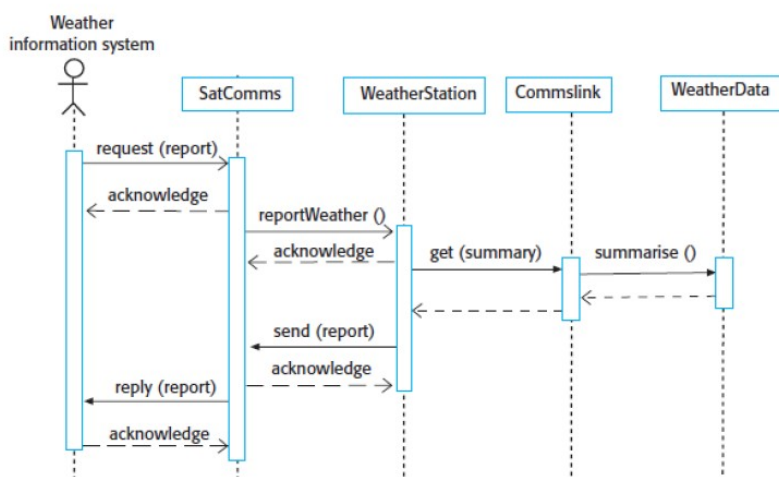 Weather
information system
SatComms
WeatherStation
Commslink
WeatherData
request (report)
acknowledge
reportWeather ()
acknowledge
get (summary)
summarise ()
send (report)
acknowledge
reply (report)
acknowledge